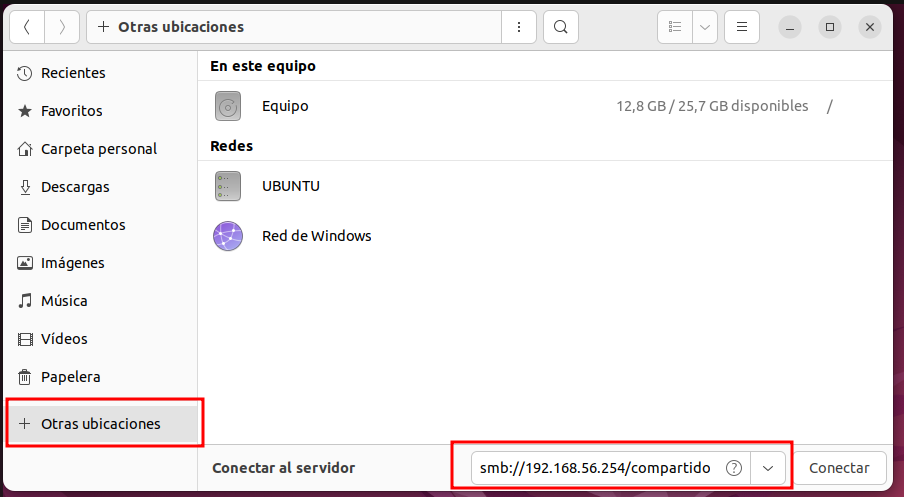 + Otras ubicaciones
Recientes
Favoritos
Carpeta personal
Descargas
Documentos
Imágenes
Música
Vídeos
Papelera
+ Otras ubicaciones
En este equipo
Equipo 12,8 GB / 25,7 GB disponibles /
Redes
UBUNTU
Red de Windows
Conectar al servidor smb://192.168.56.254/compartido ? Conectar